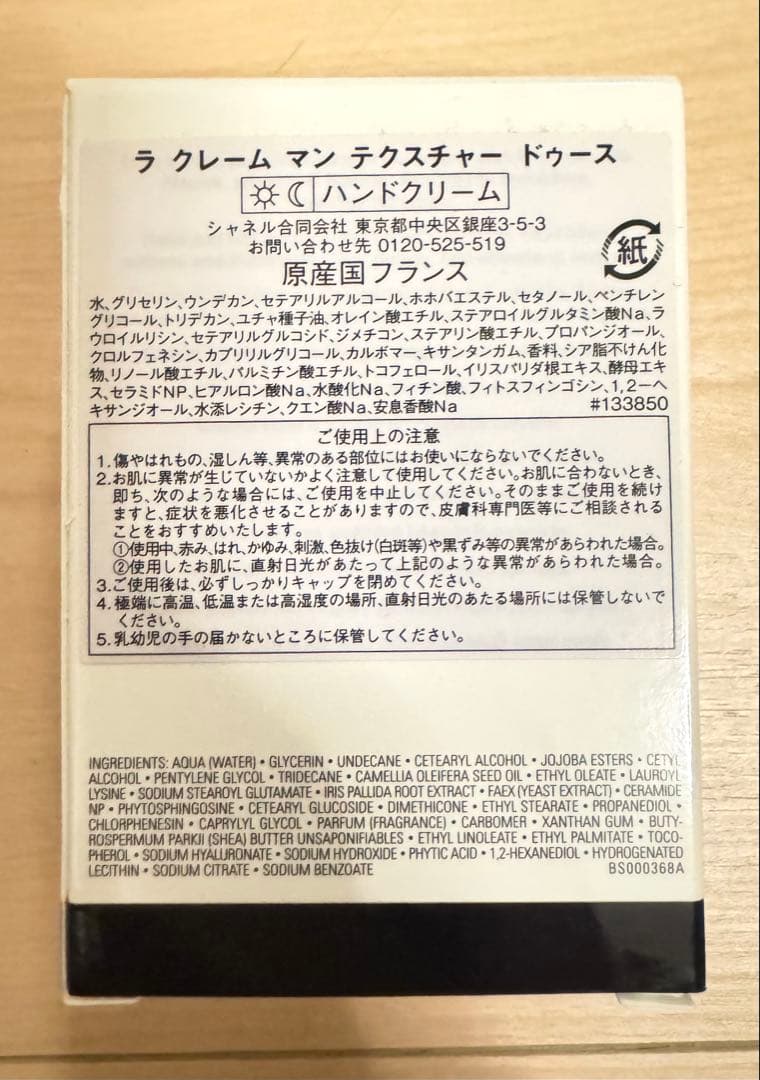 ラ クレーム マン テクスチャー ドゥース
ハンドクリーム
シャネル合同会社 東京都中央区銀座3-5-3
お問い合わせ先 0120-525-519
原産国フランス
紙
水、グリセリン、ウンデカン、セテアリルアルコール、ホホバエステル、セタノール、ペンチレン
グリコール、トリデカン、ユチャ種子油、オレイン酸エチル、ステアロイルグルタミン酸Na、ラ
ウロイルリシン、セテアリルグルコシド、ジメチコン、ステアリン酸エチル、プロパンジオール、
クロルフェネシン、カプリリルグリコール、カルボマー、キサンタンガム、香料、シア脂不けん化
物、リノール酸エチル、パルミチン酸エチル、トコフェロール、イリスパリダ根エキス、酵母エキ
ス、セラミドNP、ヒアルロン酸Na、水酸化Na、フィチン酸、フィトスフィンゴシン、1,2-ヘ
キサンジオール、水添レシチン、クエン酸Na、安息香酸Na #133850
ご使用上の注意
1.傷やはれもの、湿しん等、異常のある部位にはお使いにならないでください。
2.お肌に異常が生じていないかよく注意して使用してください。お肌に合わないとき、
即ち、次のような場合には、ご使用を中止してください。そのままご使用を続け
ますと、症状を悪化させることがありますので、皮膚科専門医等にご相談される
ことをおすすめいたします。
①使用中、赤み、はれ、かゆみ、刺激、色抜け(白斑等)や黒ずみ等の異常があらわれた場合。
②使用したお肌に、直射日光があたって上記のような異常があらわれた場合。
3.ご使用後は、必ずしっかりキャップを閉めてください。
4.極端に高温、低温または高湿度の場所、直射日光のあたる場所には保管しないで
ください。
5.乳幼児の手の届かないところに保管してください。
INGREDIENTS: AQUA (WATER) • GLYCERIN • UNDECANE • CETEARYL ALCOHOL • JOJOBA ESTERS • CETYL
ALCOHOL • PENTYLENE GLYCOL • TRIDECANE • CAMELLIA OLEIFERA SEED OIL • ETHYL OLEATE • LAUROYL
LYSINE • SODIUM STEAROYL GLUTAMATE • IRIS PALLIDA ROOT EXTRACT • FAEX (YEAST EXTRACT) • CERAMIDE
NP • PHYTOSPHINGOSINE • CETEARYL GLUCOSIDE • DIMETHICONE • ETHYL STEARATE • PROPANEDIOL •
CHLORPHENESIN • CAPRYLYL GLYCOL • PARFUM (FRAGRANCE) • CARBOMER • XANTHAN GUM • BUTY-
ROSPERMUM PARKII (SHEA) BUTTER UNSAPONIFIABLES • ETHYL LINOLEATE • ETHYL PALMITATE • TOCO-
PHEROL • SODIUM HYALURONATE • SODIUM HYDROXIDE • PHYTIC ACID • 1,2-HEXANEDIOL • HYDROGENATED
LECITHIN • SODIUM CITRATE • SODIUM BENZOATE BS000368A